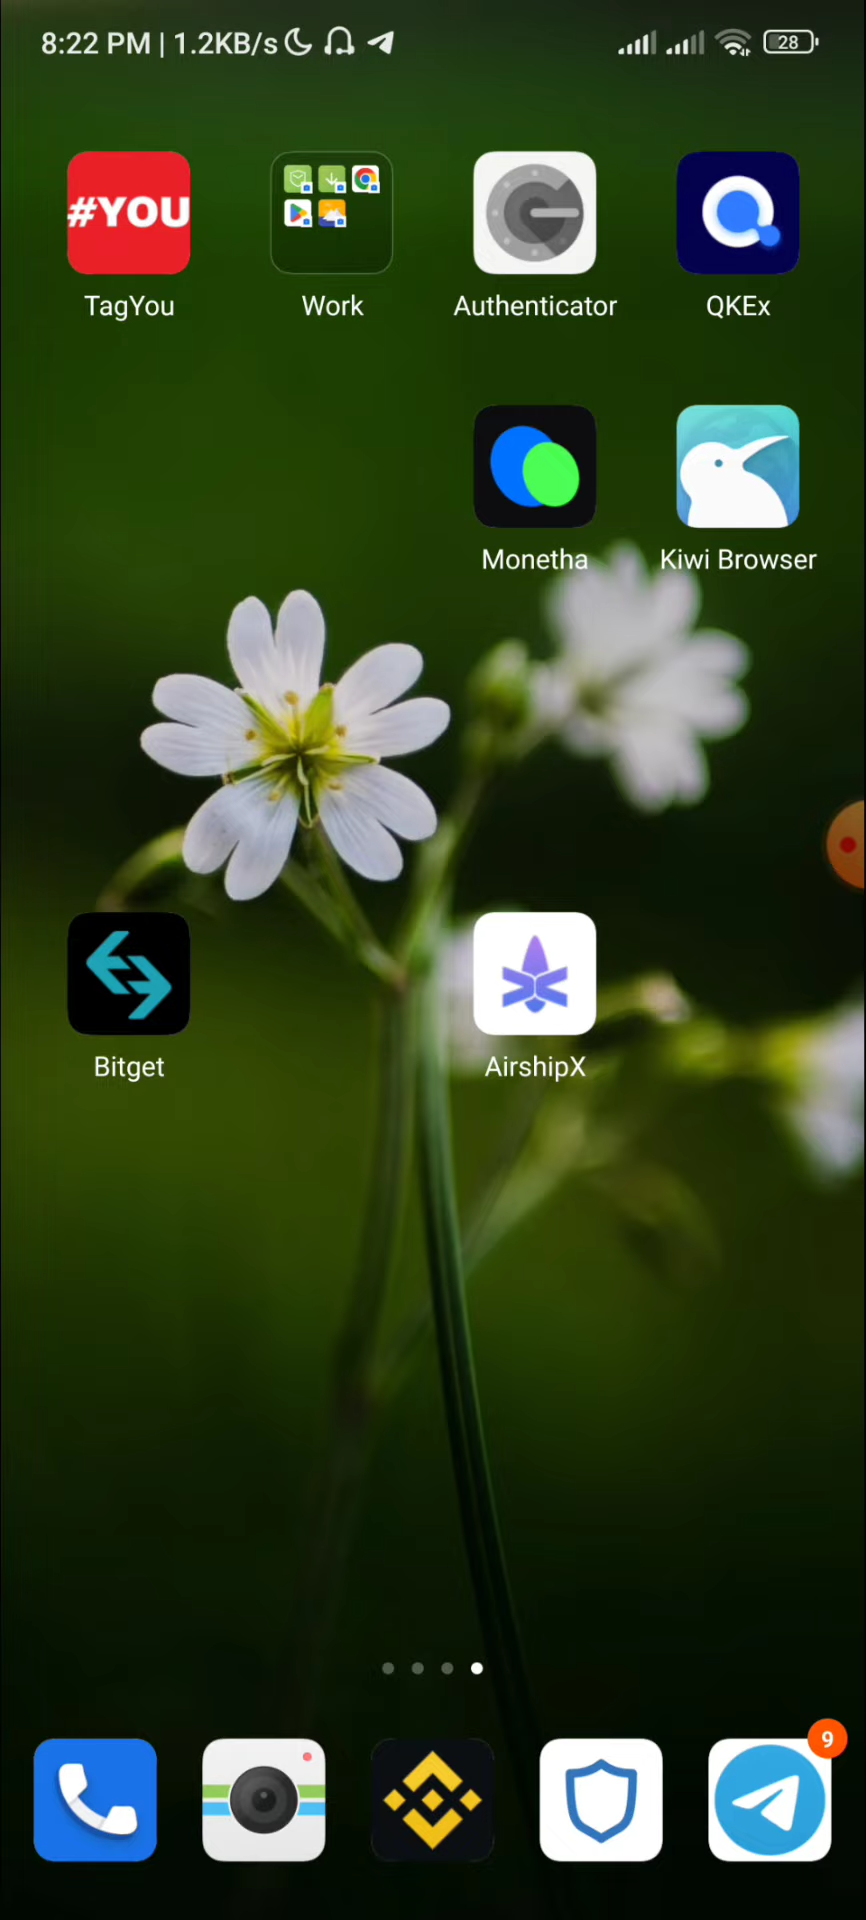 8:22 PM | 1.2KB/s
28
#YOU
TagYou
Work
Authenticator
QKEx
Monetha
Kiwi Browser
Bitget
AirshipX
9